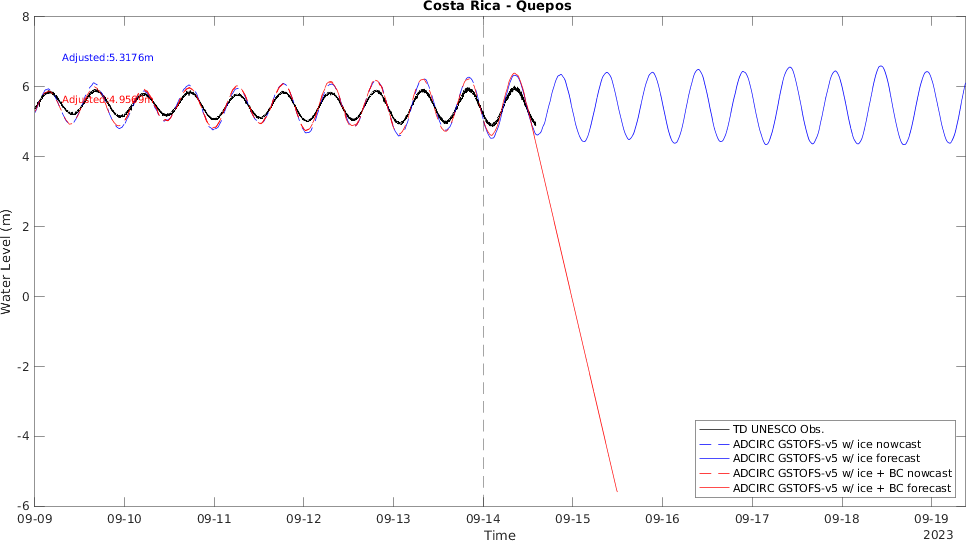 Costa Rica - Quepos
8
6
4
2
0
-2
-4
-6
Water Level (m)
Adjusted:5.3176m
TD UNESCO Obs.
ADCIRC GSTOFS-v5 w/ ice nowcast
ADCIRC GSTOFS-v5 w/ ice forecast
ADCIRC GSTOFS-v5 w/ ice + BC nowcast
ADCIRC GSTOFS-v5 w/ ice + BC forecast
09-09 09-10 09-11 09-12 09-13 09-14 09-15 09-16 09-17 09-18 09-19
Time
2023